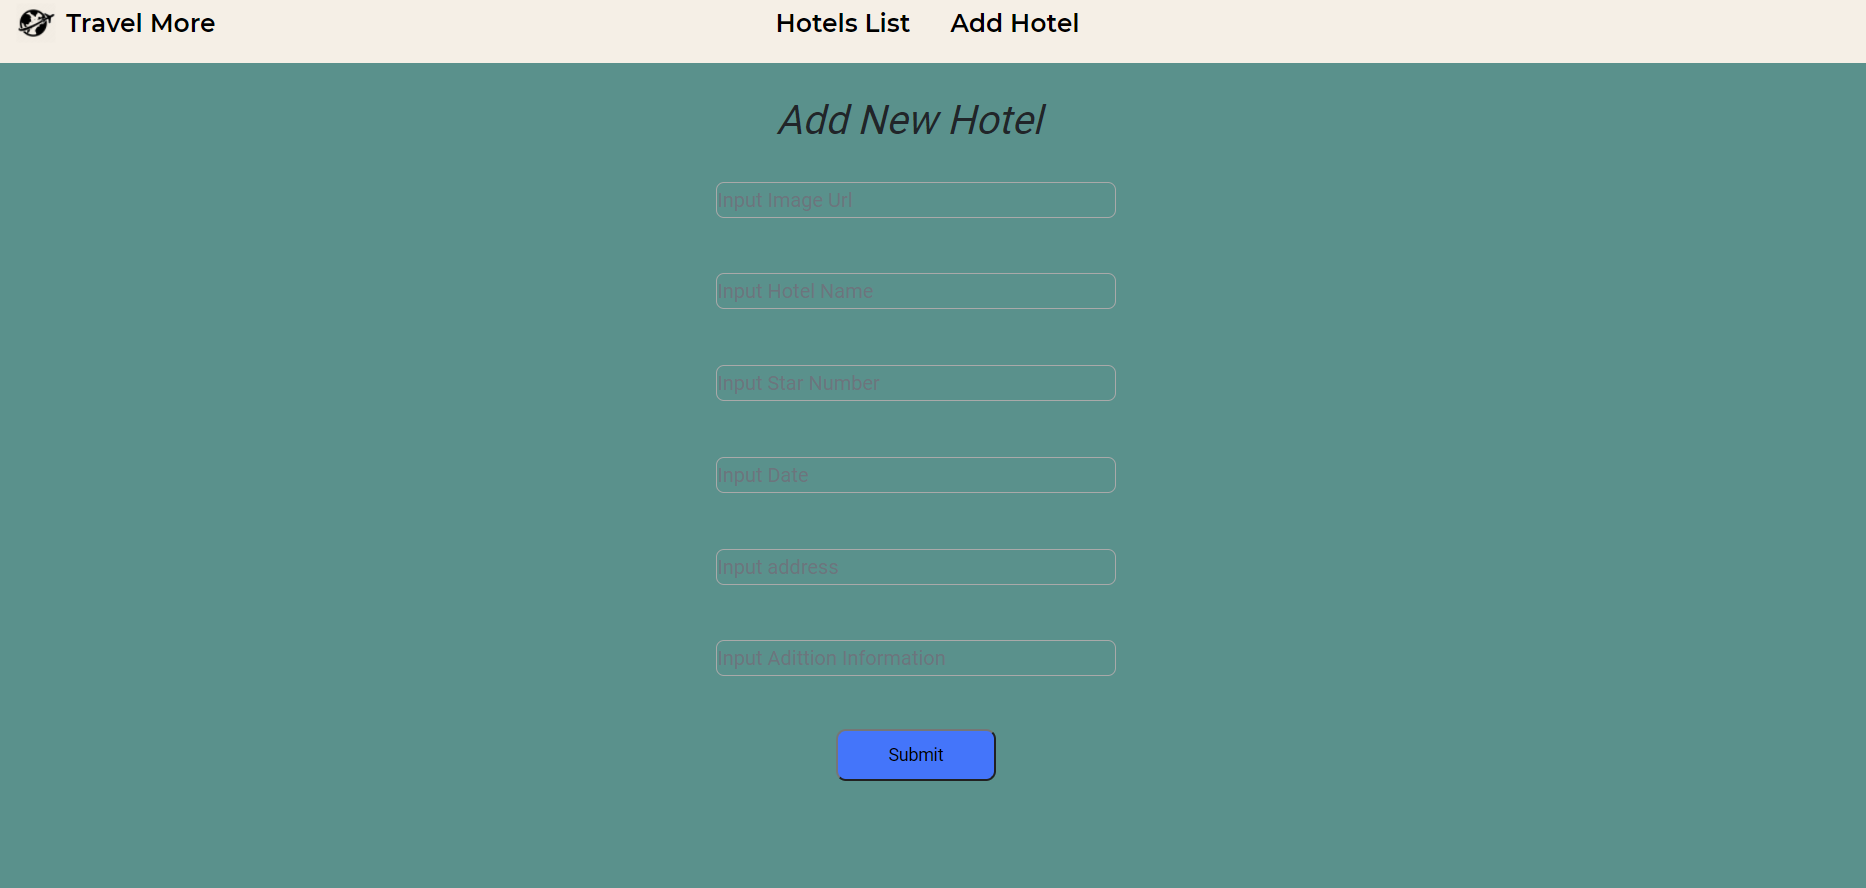 Travel More
Hotels List
Add Hotel
Add New Hotel
Input Image Url
Input Hotel Name
Input Star Number
Input Date
Input address
Input Adittion Information
Submit